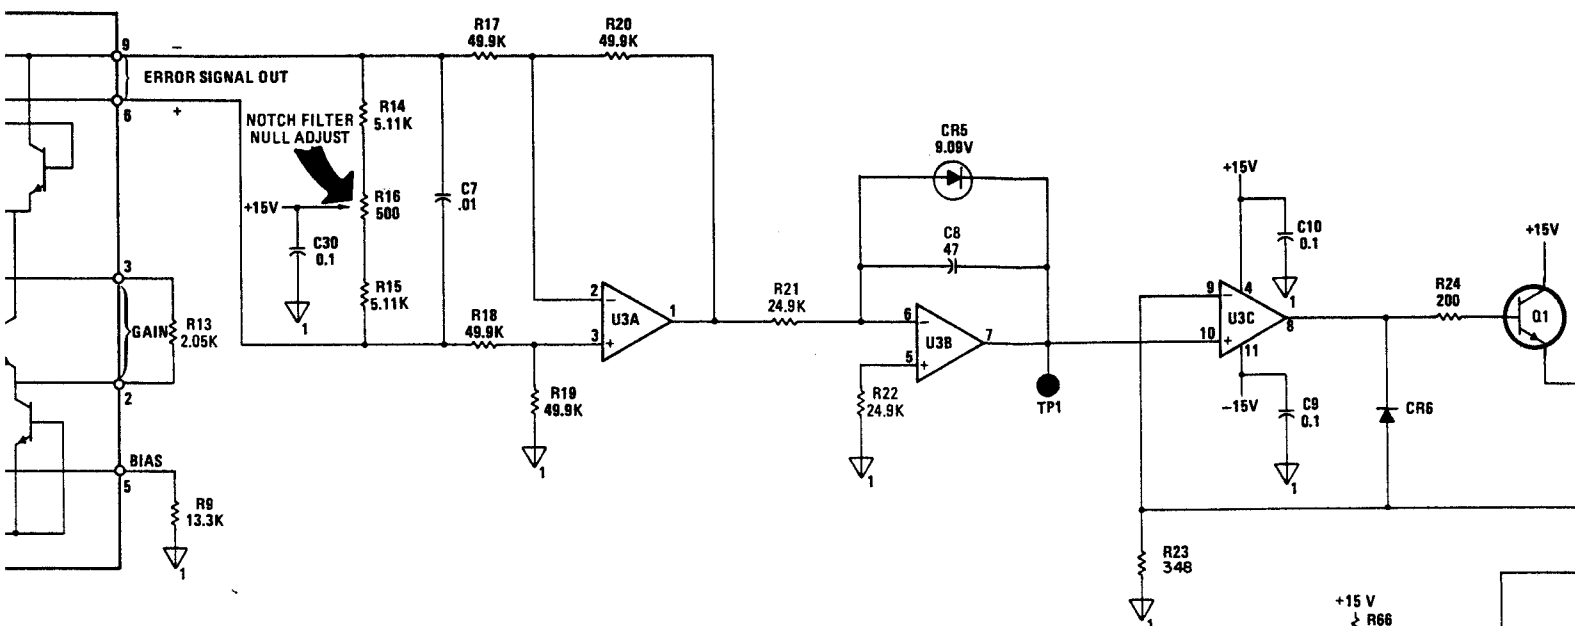 R17
49.9K
R20
49.9K
9
–
ERROR SIGNAL OUT
6
+
NOTCH FILTER
NULL ADJUST
R14
5.11K
R16
500
C7
.01
+15V
C30
0.1
1
R15
5.11K
3
GAIN
R13
2.05K
2
BIAS
5
R9
13.3K
1
R18
49.9K
R19
49.9K
1
2
–
3
+
U3A
1
R21
24.9K
CR5
9.09V
C8
47
6
–
5
+
U3B
7
R22
24.9K
1
TP1
+15V
C10
0.1
1
9
–
4
10
+
U3C
8
11
–15V
C9
0.1
1
R24
200
+15V
Q1
CR6
R23
348
1
+15 V
R66